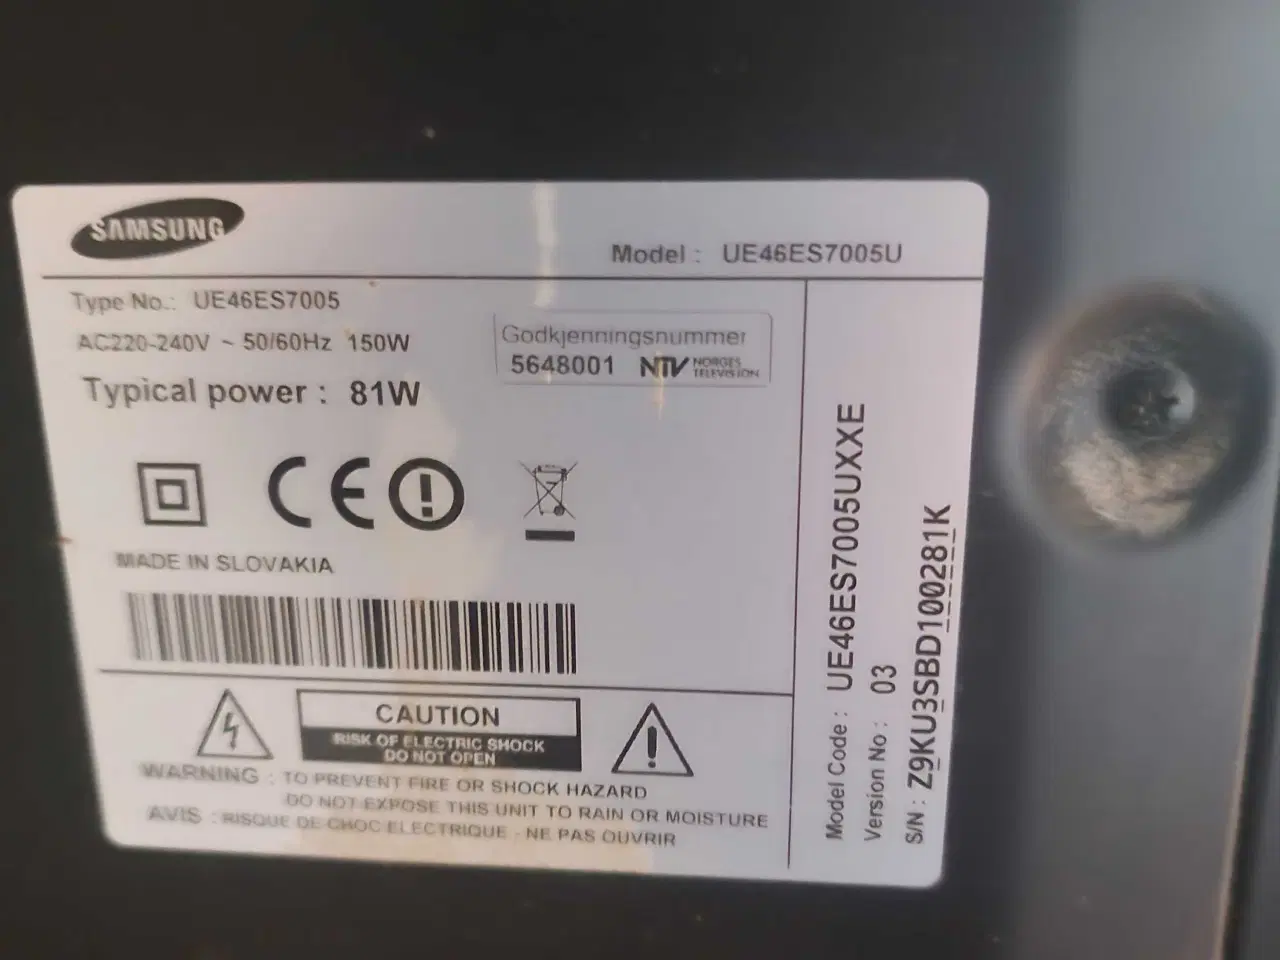 SAMSUNG
Model : UE46ES7005U
Type No.: UE46ES7005
AC220-240V ~ 50/60Hz 150W
Typical power : 81W
Godkjenningsnummer
5648001 NTV NORGES
TELEVISION
CE
MADE IN SLOVAKIA
CAUTION
RISK OF ELECTRIC SHOCK
DO NOT OPEN
WARNING : TO PREVENT FIRE OR SHOCK HAZARD
DO NOT EXPOSE THIS UNIT TO RAIN OR MOISTURE
AVIS : RISQUE DE CHOC ELECTRIQUE - NE PAS OUVRIR
Model Code : UE46ES7005UXXE
Version No : 03
S/N : Z9KU3SBD100281K